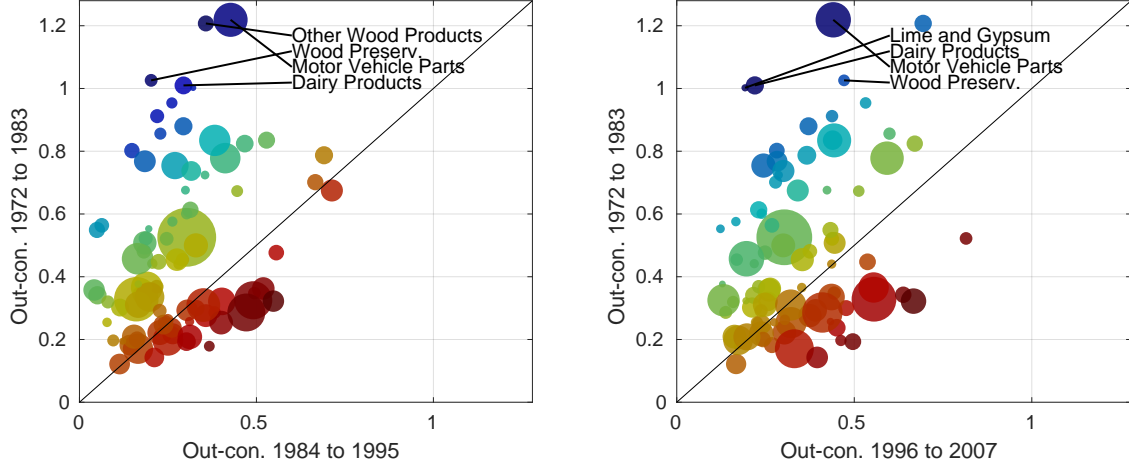 1.2
1
0.8
0.6
0.4
0.2
0
Out-con. 1972 to 1983
Other Wood Products
Wood Preserv.
Motor Vehicle Parts
Dairy Products
0
0.5
1
Out-con. 1984 to 1995
1.2
1
0.8
0.6
0.4
0.2
0
Out-con. 1972 to 1983
Lime and Gypsum
Dairy Products
Motor Vehicle Parts
Wood Preserv.
0
0.5
1
Out-con. 1996 to 2007